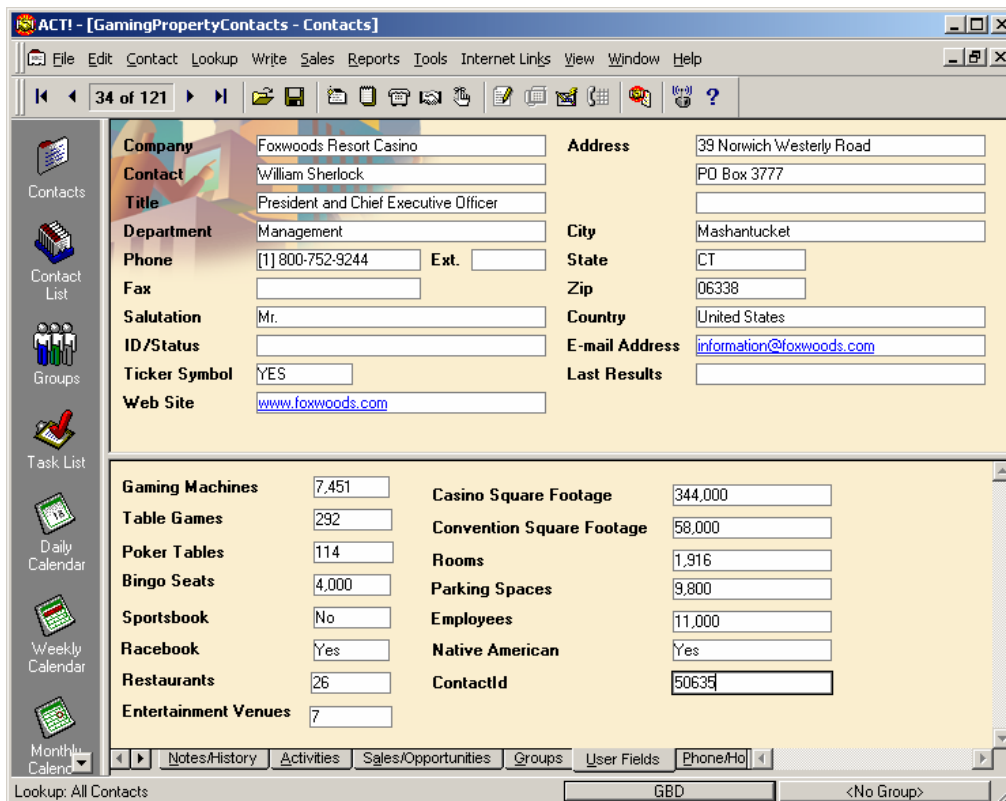 ACT! - [GamingPropertyContacts - Contacts]
File Edit Contact Lookup Write Sales Reports Tools Internet Links View Window Help
34 of 121
Contacts
Contact List
Groups
Task List
Daily Calendar
Weekly Calendar
Monthly
Company Foxwoods Resort Casino
Contact William Sherlock
Title President and Chief Executive Officer
Department Management
Phone [1] 800-752-9244 Ext.
Fax
Salutation Mr.
ID/Status
Ticker Symbol YES
Web Site www.foxwoods.com
Address 39 Norwich Westerly Road
PO Box 3777
City Mashantucket
State CT
Zip 06338
Country United States
E-mail Address information@foxwoods.com
Last Results
Gaming Machines 7,451
Table Games 292
Poker Tables 114
Bingo Seats 4,000
Sportsbook No
Racebook Yes
Restaurants 26
Entertainment Venues 7
Casino Square Footage 344,000
Convention Square Footage 58,000
Rooms 1,916
Parking Spaces 9,800
Employees 11,000
Native American Yes
ContactId 50635
Notes/History Activities Sales/Opportunities Groups User Fields Phone/Ho
Lookup: All Contacts GBD <No Group>